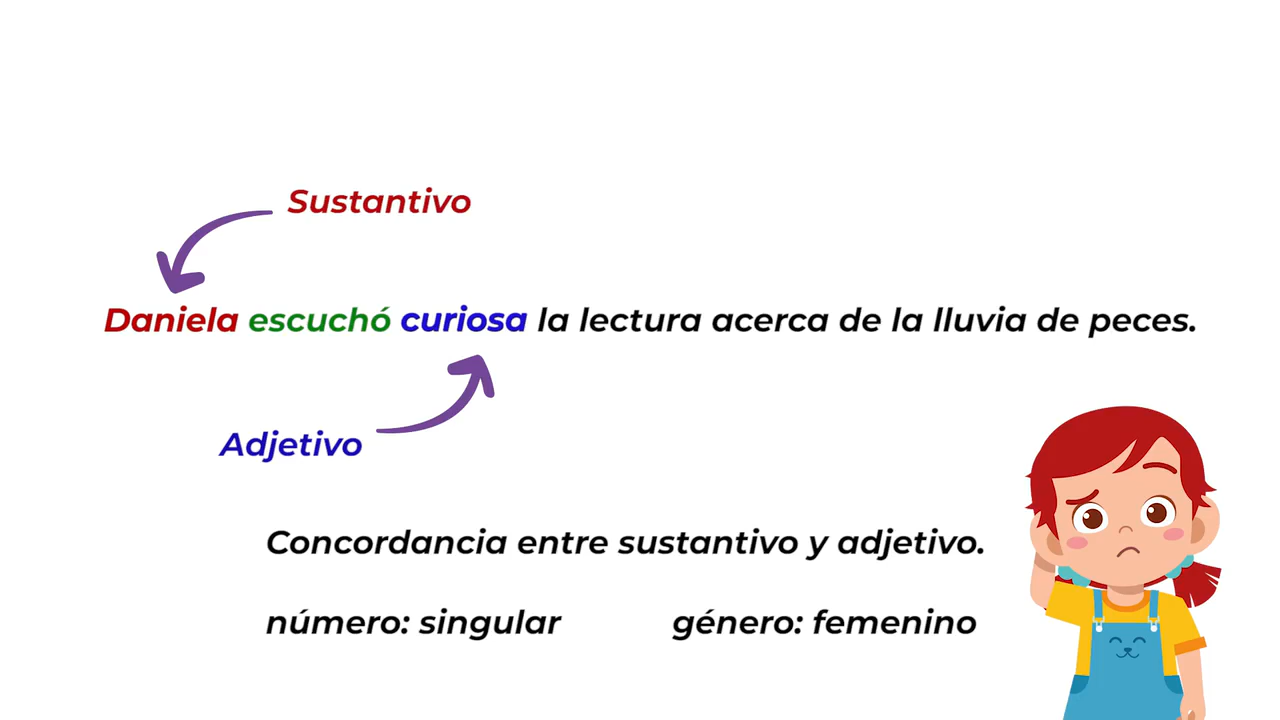 Sustantivo
Daniela escuchó curiosa la lectura acerca de la lluvia de peces.
Adjetivo
Concordancia entre sustantivo y adjetivo.
número: singular género: femenino